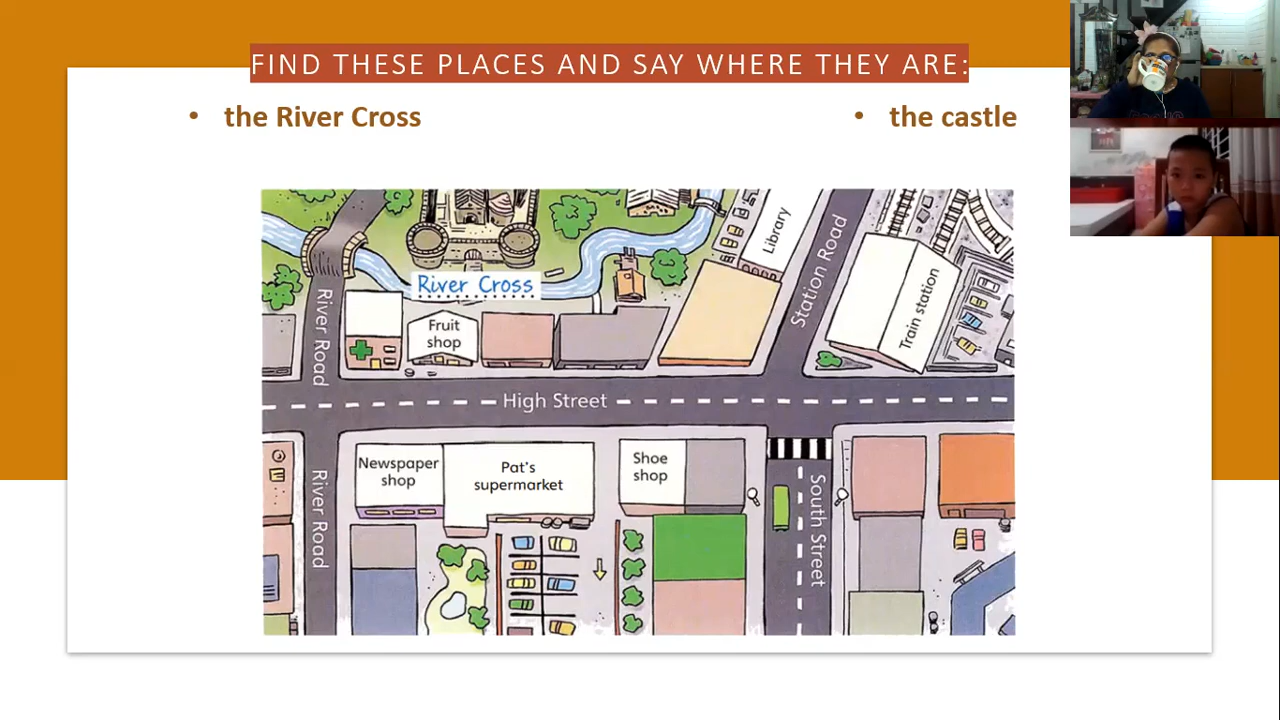 FIND THESE PLACES AND SAY WHERE THEY ARE:
• the River Cross
• the castle
Library
Station Road
River Cross
Train station
River Road
Fruit
shop
High Street
Newspaper
shop
Pat's
supermarket
Shoe
shop
River Road
South Street